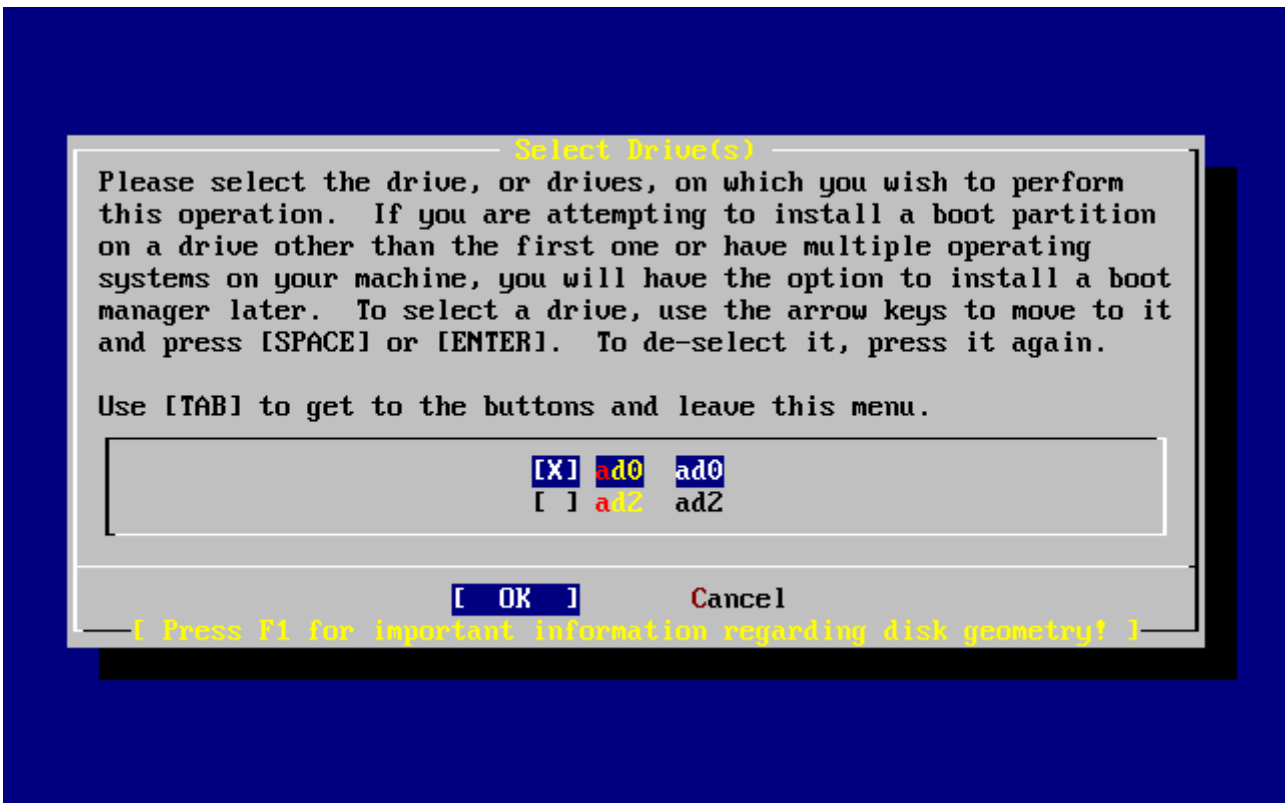 Select Drive(s)
Please select the drive, or drives, on which you wish to perform
this operation.  If you are attempting to install a boot partition
on a drive other than the first one or have multiple operating
systems on your machine, you will have the option to install a boot
manager later.  To select a drive, use the arrow keys to move to it
and press [SPACE] or [ENTER].  To de-select it, press it again.
Use [TAB] to get to the buttons and leave this menu.
[X] ad0  ad0
[ ] ad2  ad2
[  OK  ]       Cancel
[ Press F1 for important information regarding disk geometry! ]